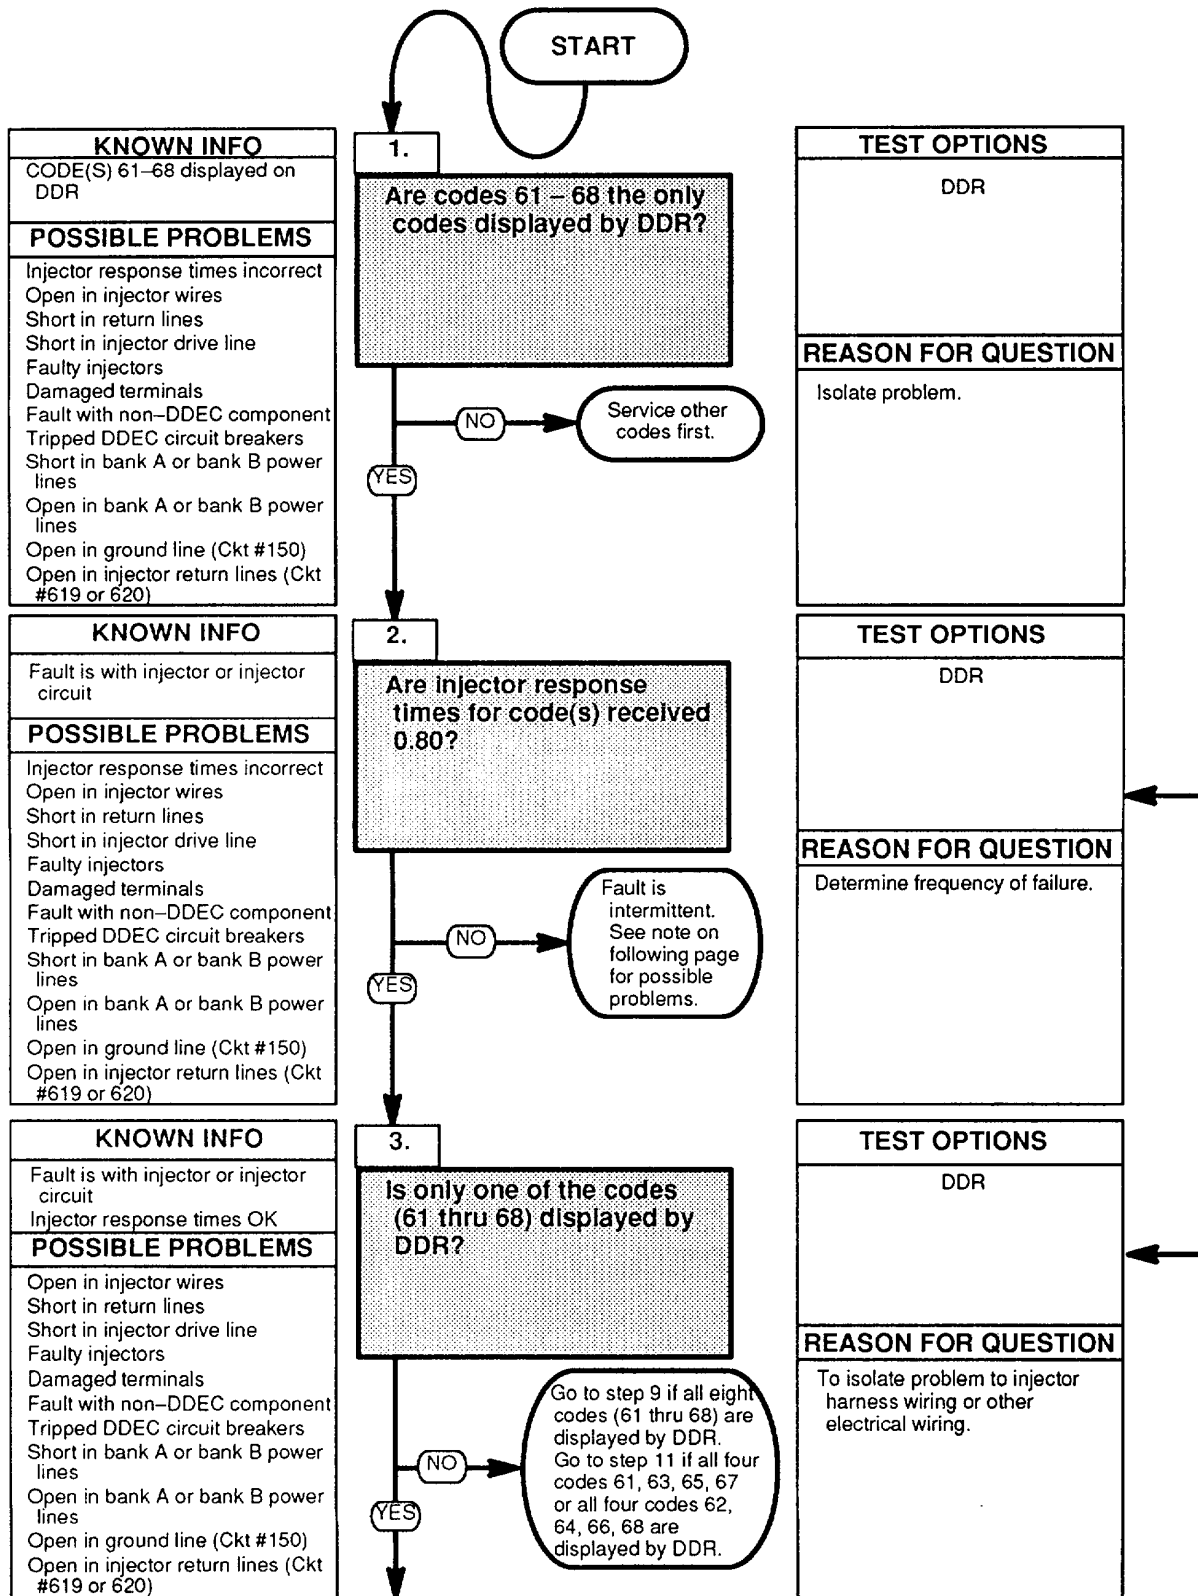 START
KNOWN INFO
CODE(S) 61–68 displayed on
DDR
POSSIBLE PROBLEMS
Injector response times incorrect
Open in injector wires
Short in return lines
Short in injector drive line
Faulty injectors
Damaged terminals
Fault with non–DDEC component
Tripped DDEC circuit breakers
Short in bank A or bank B power
lines
Open in bank A or bank B power
lines
Open in ground line (Ckt #150)
Open in injector return lines (Ckt
#619 or 620)
1.
Are codes 61 – 68 the only
codes displayed by DDR?
NO
Service other
codes first.
YES
TEST OPTIONS
DDR
REASON FOR QUESTION
Isolate problem.
KNOWN INFO
Fault is with injector or injector
circuit
POSSIBLE PROBLEMS
Injector response times incorrect
Open in injector wires
Short in return lines
Short in injector drive line
Faulty injectors
Damaged terminals
Fault with non–DDEC component
Tripped DDEC circuit breakers
Short in bank A or bank B power
lines
Open in bank A or bank B power
lines
Open in ground line (Ckt #150)
Open in injector return lines (Ckt
#619 or 620)
2.
Are injector response
times for code(s) received
0.80?
NO
Fault is
intermittent.
See note on
following page
for possible
problems.
YES
TEST OPTIONS
DDR
REASON FOR QUESTION
Determine frequency of failure.
KNOWN INFO
Fault is with injector or injector
circuit
Injector response times OK
POSSIBLE PROBLEMS
Open in injector wires
Short in return lines
Short in injector drive line
Faulty injectors
Damaged terminals
Fault with non–DDEC component
Tripped DDEC circuit breakers
Short in bank A or bank B power
lines
Open in bank A or bank B power
lines
Open in ground line (Ckt #150)
Open in injector return lines (Ckt
#619 or 620)
3.
Is only one of the codes
(61 thru 68) displayed by
DDR?
NO
Go to step 9 if all eight
codes (61 thru 68) are
displayed by DDR.
Go to step 11 if all four
codes 61, 63, 65, 67
or all four codes 62,
64, 66, 68 are
displayed by DDR.
YES
TEST OPTIONS
DDR
REASON FOR QUESTION
To isolate problem to injector
harness wiring or other
electrical wiring.